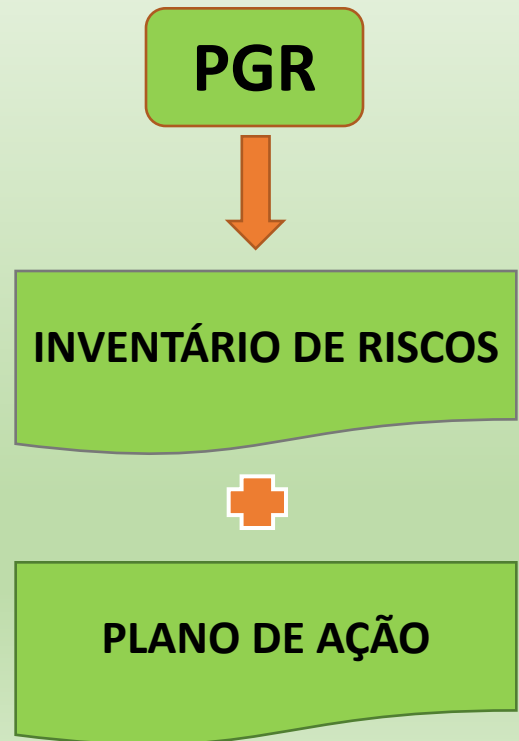 PGR
INVENTÁRIO DE RISCOS
PLANO DE AÇÃO